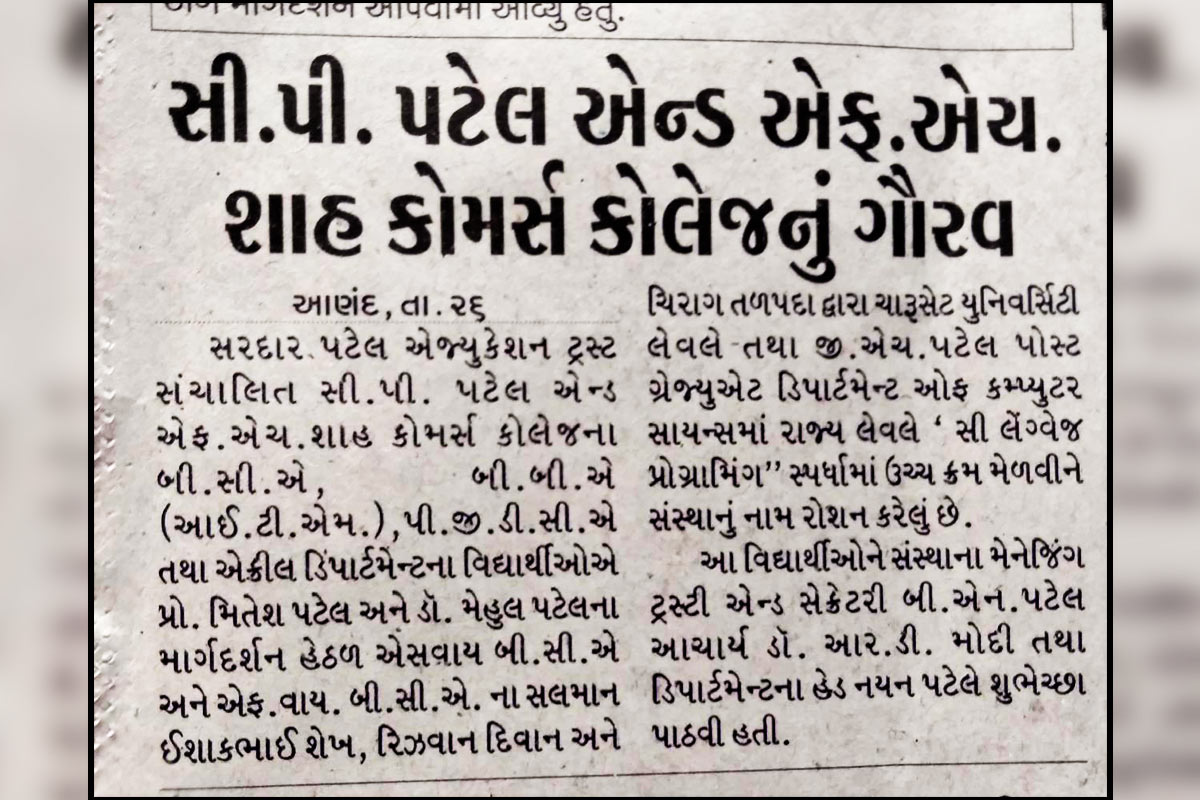 માર્ગદર્શન આપવામાં આવ્યું હતું.
સી.પી. પટેલ એન્ડ એફ.એચ.
શાહ કોમર્સ કોલેજનું ગૌરવ
આણંદ, તા. ૨૬
સરદાર પટેલ એજ્યુકેશન ટ્રસ્ટ
સંચાલિત સી.પી. પટેલ એન્ડ
એફ.એચ.શાહ કોમર્સ કોલેજના
બી.સી.એ, બી.બી.એ
(આઈ.ટી.એમ.),પી.જી.ડી.સી.એ
તથા એક્રીલ ડિપાર્ટમેન્ટના વિદ્યાર્થીઓએ
પ્રો. મિતેશ પટેલ અને ડૉ. મેહુલ પટેલના
માર્ગદર્શન હેઠળ એસવાય બી.સી.એ
અને એફ.વાય. બી.સી.એ. ના સલમાન
ઈશાકભાઈ શેખ, રિઝવાન દિવાન અને
ચિરાગ તળપદા દ્વારા ચારૂસેટ યુનિવર્સિટી
લેવલે તથા જી.એચ.પટેલ પોસ્ટ
ગ્રેજ્યુએટ ડિપાર્ટમેન્ટ ઓફ કમ્પ્યુટર
સાયન્સમાં રાજ્ય લેવલે ‘ સી લેંગ્વેજ
પ્રોગ્રામિંગ’’ સ્પર્ધામાં ઉચ્ચ ક્રમ મેળવીને
સંસ્થાનું નામ રોશન કરેલું છે.
આ વિદ્યાર્થીઓને સંસ્થાના મેનેજિંગ
ટ્રસ્ટી એન્ડ સેક્રેટરી બી.એન.પટેલ
આચાર્ય ડૉ. આર.ડી. મોદી તથા
ડિપાર્ટમેન્ટના હેડ નયન પટેલે શુભેચ્છા
પાઠવી હતી.